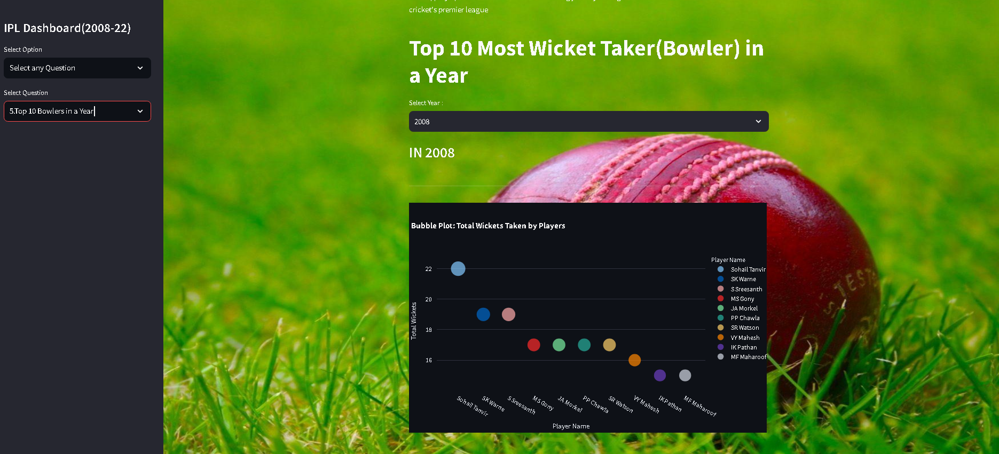 IPL Dashboard(2008-22)
Select Option
Select any Question
Select Question
5.Top 10 Bowlers in a Year
cricket's premier league
Top 10 Most Wicket Taker(Bowler) in
a Year
Select Year :
2008
IN 2008
Bubble Plot: Total Wickets Taken by Players
Total Wickets
22
20
18
16
Sohail Tanvir
SK Warne
S Sreesanth
MS Gony
JA Morkel
PP Chawla
SR Watson
VY Mahesh
IK Pathan
MF Maharoof
Player Name
Player Name
Sohail Tanvir
SK Warne
S Sreesanth
MS Gony
JA Morkel
PP Chawla
SR Watson
VY Mahesh
IK Pathan
MF Maharoof
TEST